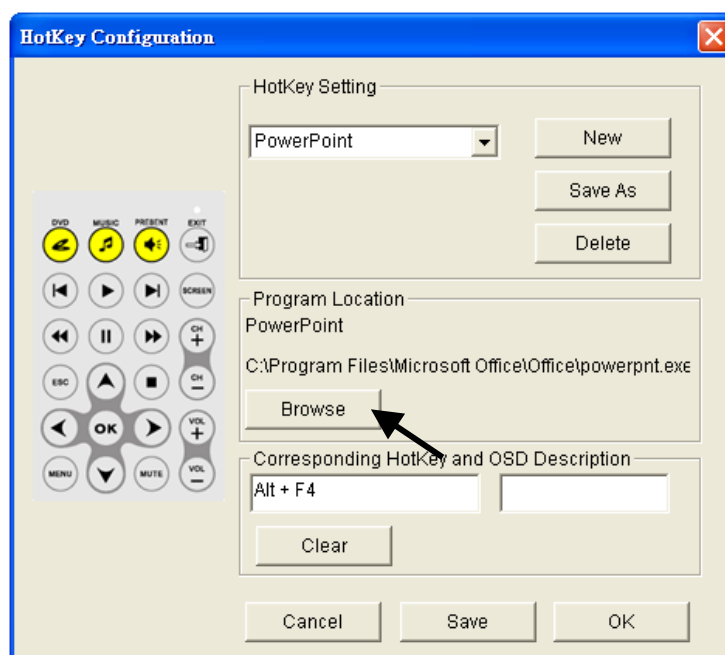 HotKey Configuration
HotKey Setting
PowerPoint
New
Save As
Delete
DVD MUSIC PRESENT EXIT
SCREEN
CH
+
ESC
CH
−
OK
VOL
+
MENU
MUTE
VOL
−
Program Location
PowerPoint
C:\Program Files\Microsoft Office\Office\powerpnt.exe
Browse
Corresponding HotKey and OSD Description
Alt + F4
Clear
Cancel Save OK